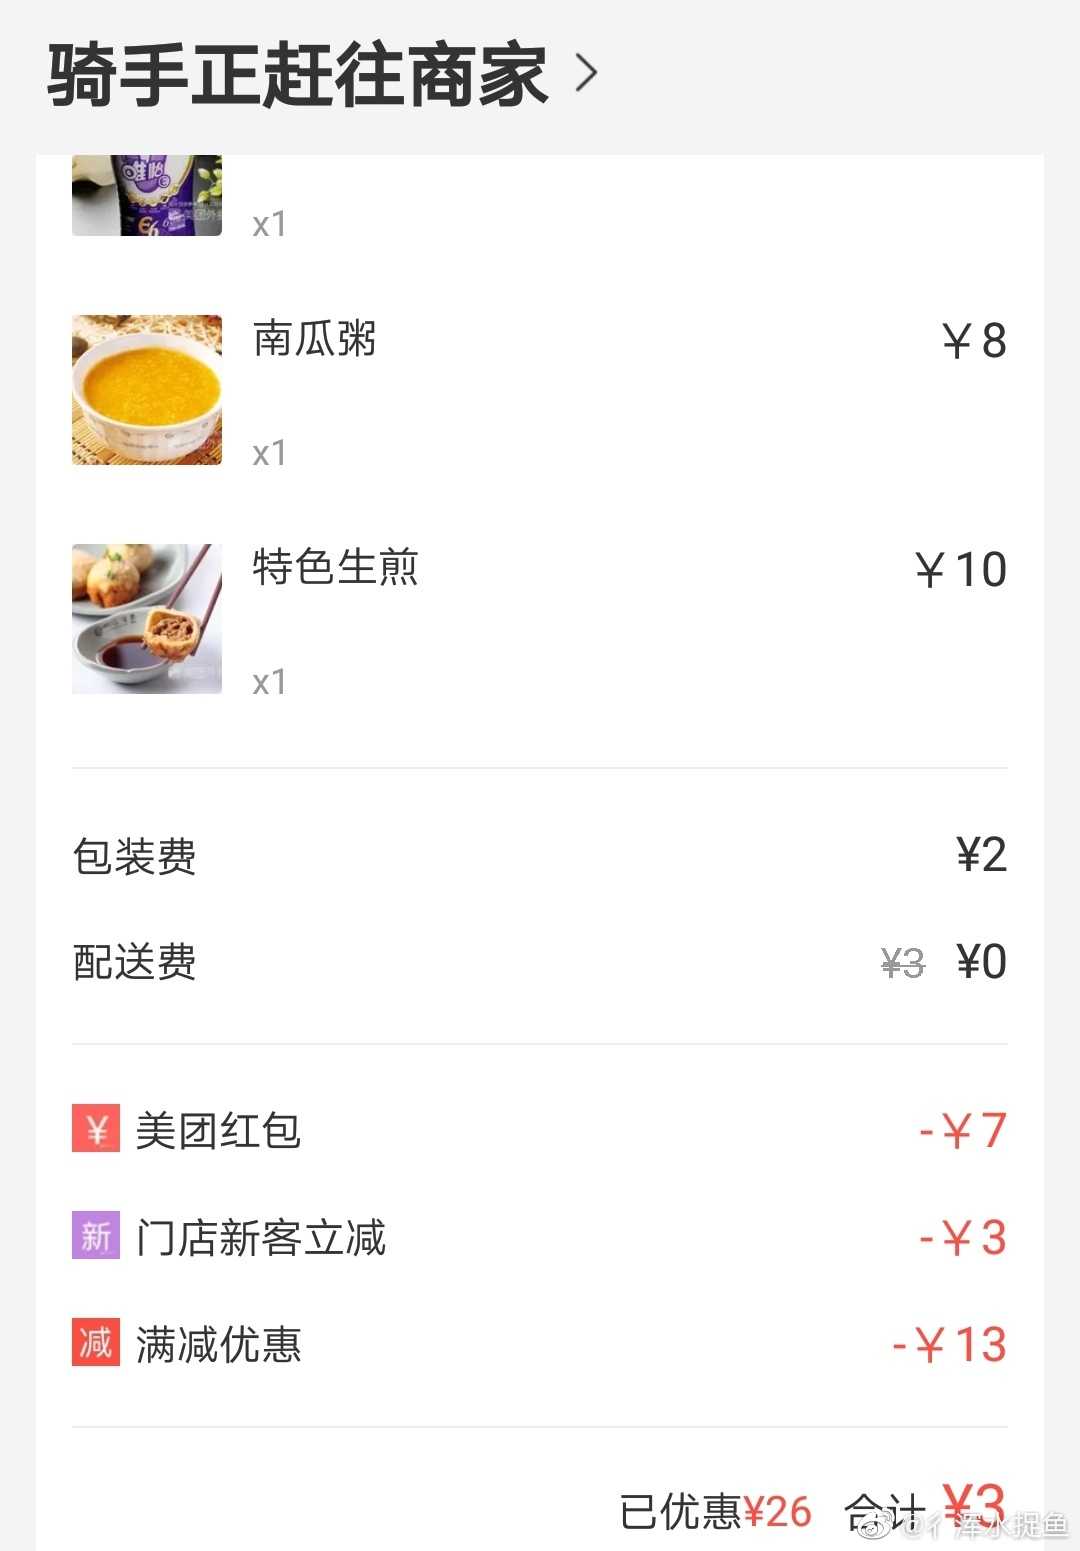 骑手正赶往商家
唯怡
x1
南瓜粥
￥8
x1
特色生煎
￥10
x1
包装费
¥2
配送费
¥3 ¥0
¥ 美团红包
-￥7
新 门店新客立减
-￥3
减 满减优惠
-￥13
已优惠¥26 合计 ¥3
@彳浑水捉鱼